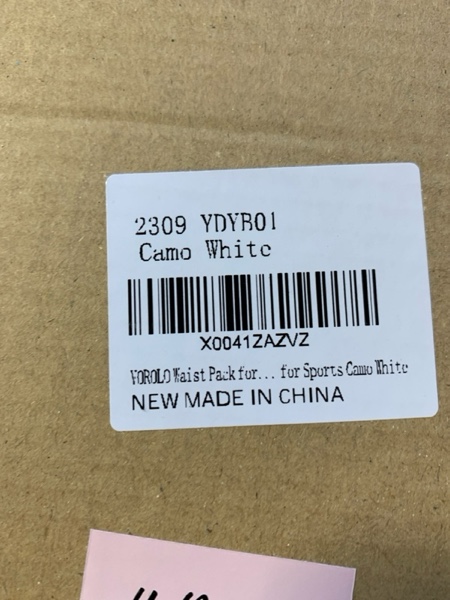 2309 YDYB01
Camo White
X0041ZAZVZ
VOROLO Waist Pack for... for Sports Camo White
NEW MADE IN CHINA